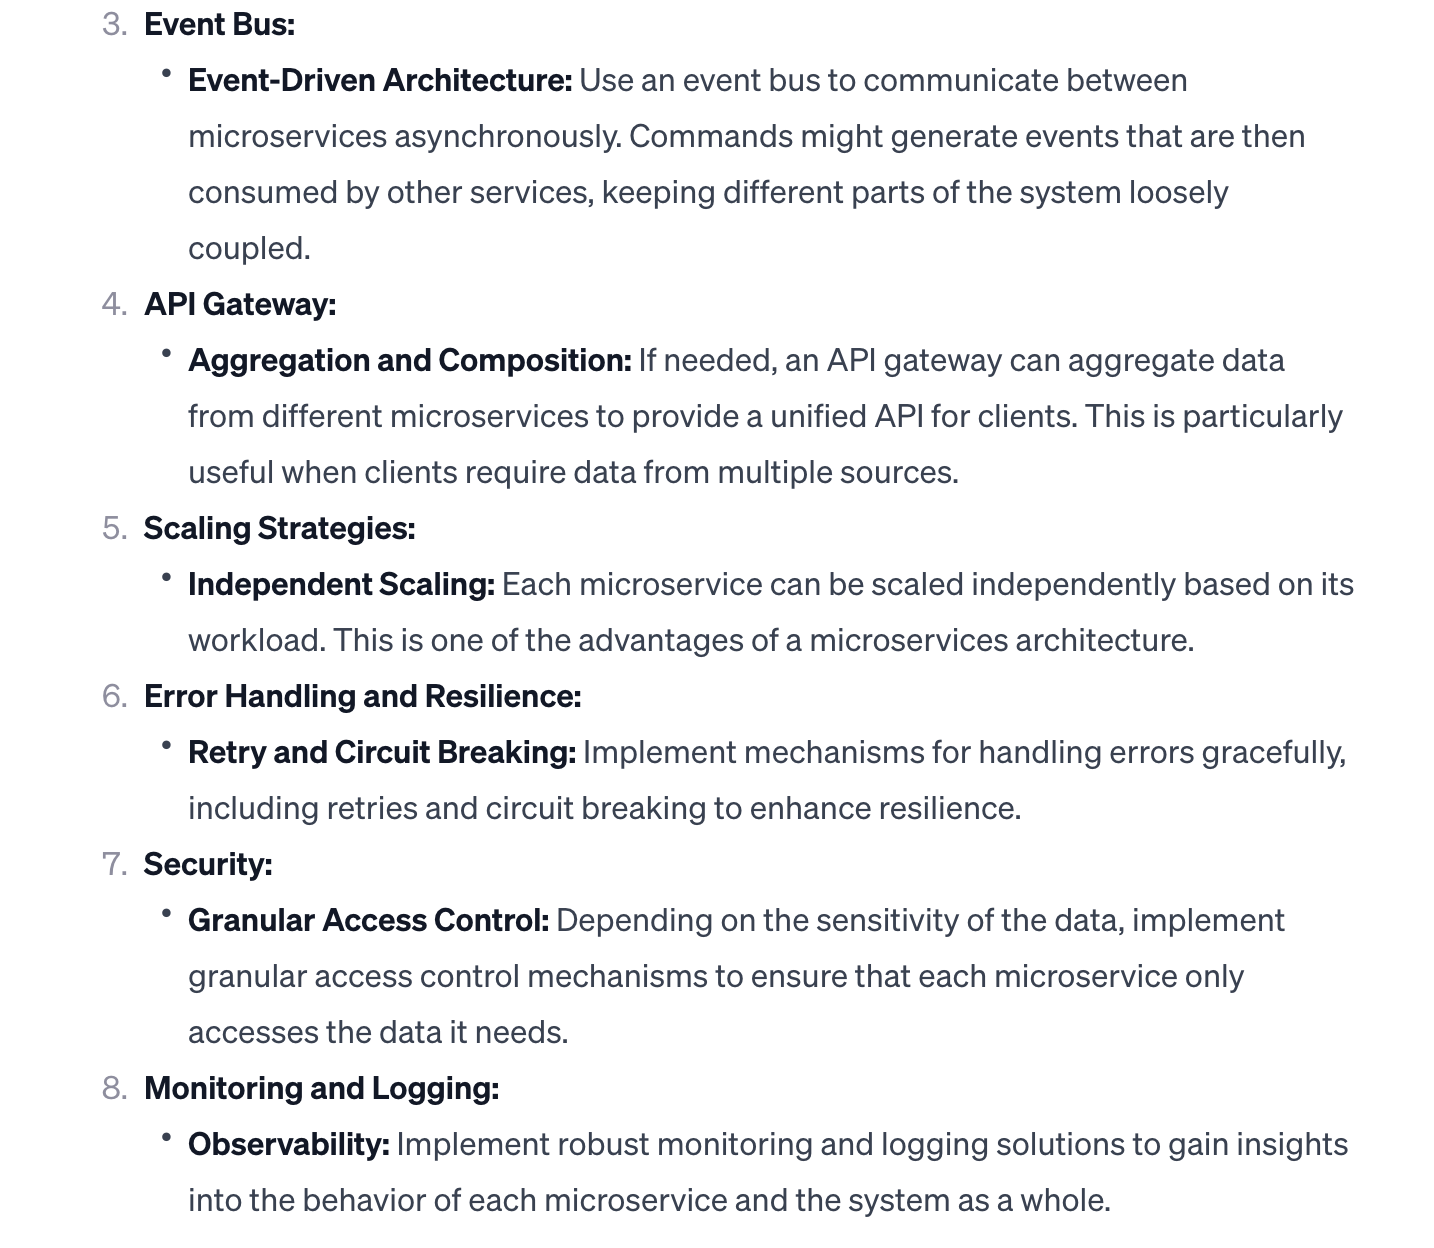 3. Event Bus:
• Event-Driven Architecture: Use an event bus to communicate between
microservices asynchronously. Commands might generate events that are then
consumed by other services, keeping different parts of the system loosely
coupled.
4. API Gateway:
• Aggregation and Composition: If needed, an API gateway can aggregate data
from different microservices to provide a unified API for clients. This is particularly
useful when clients require data from multiple sources.
5. Scaling Strategies:
• Independent Scaling: Each microservice can be scaled independently based on its
workload. This is one of the advantages of a microservices architecture.
6. Error Handling and Resilience:
• Retry and Circuit Breaking: Implement mechanisms for handling errors gracefully,
including retries and circuit breaking to enhance resilience.
7. Security:
• Granular Access Control: Depending on the sensitivity of the data, implement
granular access control mechanisms to ensure that each microservice only
accesses the data it needs.
8. Monitoring and Logging:
• Observability: Implement robust monitoring and logging solutions to gain insights
into the behavior of each microservice and the system as a whole.